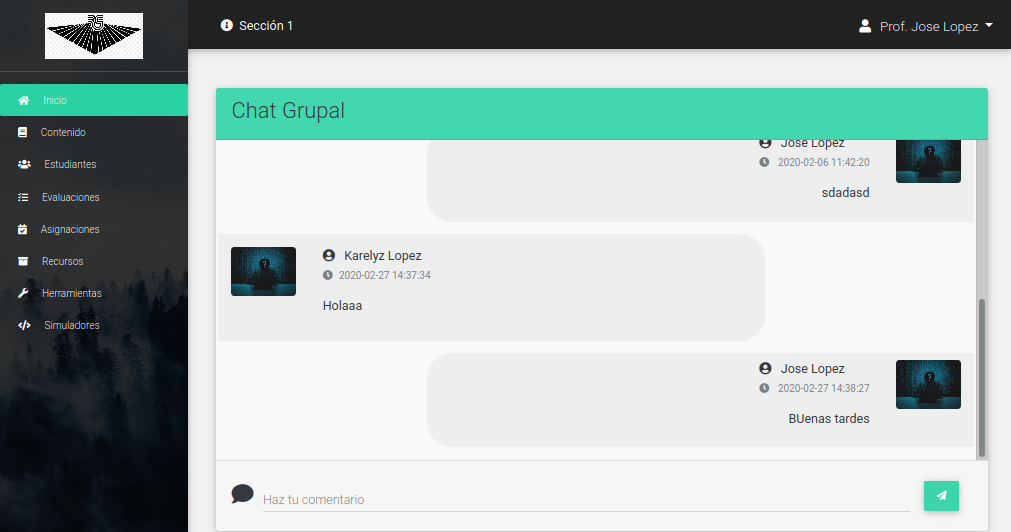 Sección 1
Prof. Jose Lopez
Inicio
Contenido
Estudiantes
Evaluaciones
Asignaciones
Recursos
Herramientas
Simuladores
Chat Grupal
Jose Lopez
2020-02-06 11:42:20
sdadasd
Karelyz Lopez
2020-02-27 14:37:34
Holaaa
Jose Lopez
2020-02-27 14:38:27
BUenas tardes
Haz tu comentario